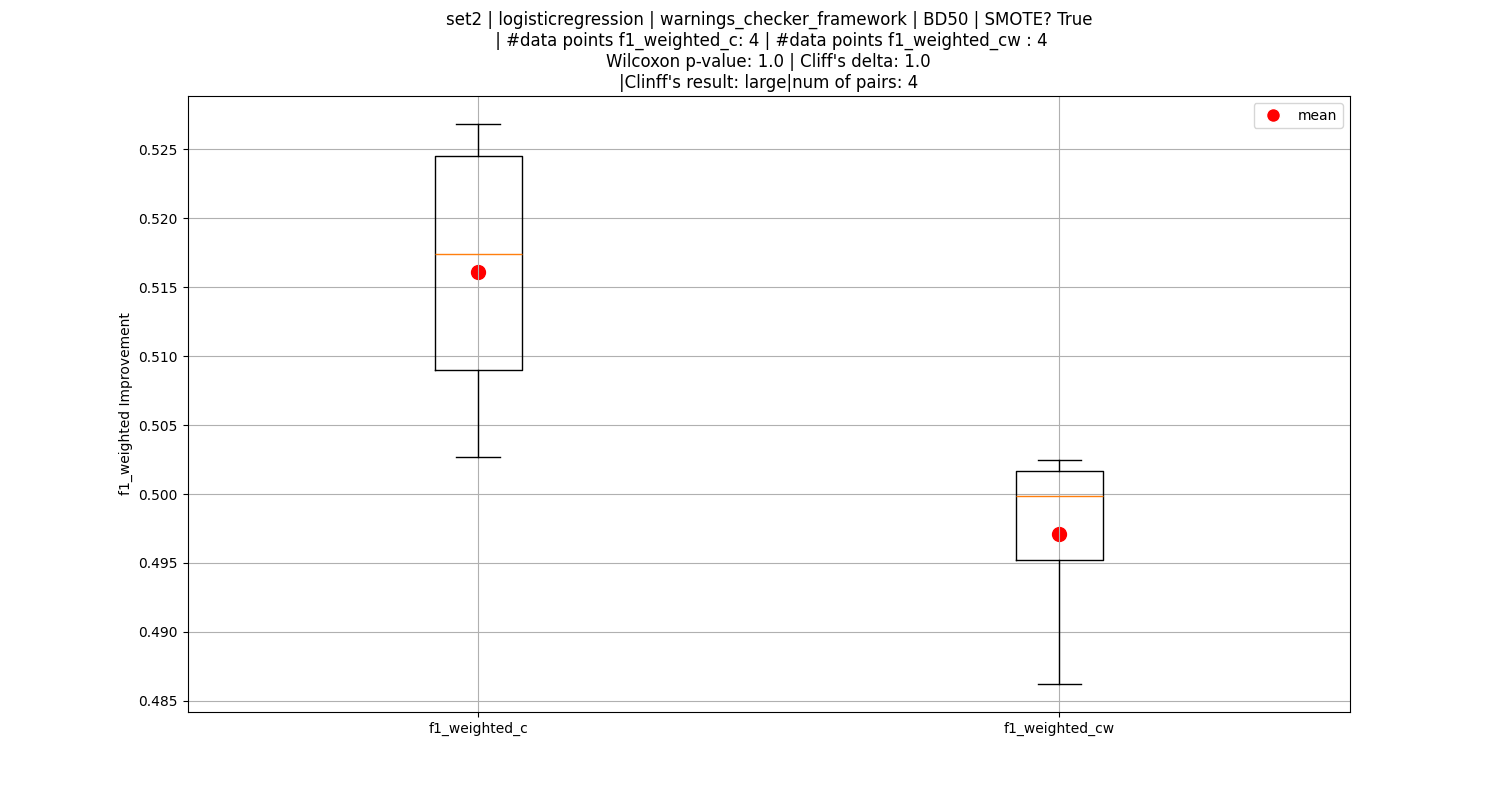 set2 | logisticregression | warnings_checker_framework | BD50 | SMOTE? True
| #data points f1_weighted_c: 4 | #data points f1_weighted_cw : 4
Wilcoxon p-value: 1.0 | Cliff's delta: 1.0
|Clinff's result: large|num of pairs: 4
mean
0.525
0.520
0.515
0.510
0.505
0.500
0.495
0.490
0.485
f1_weighted Improvement
f1_weighted_c
f1_weighted_cw